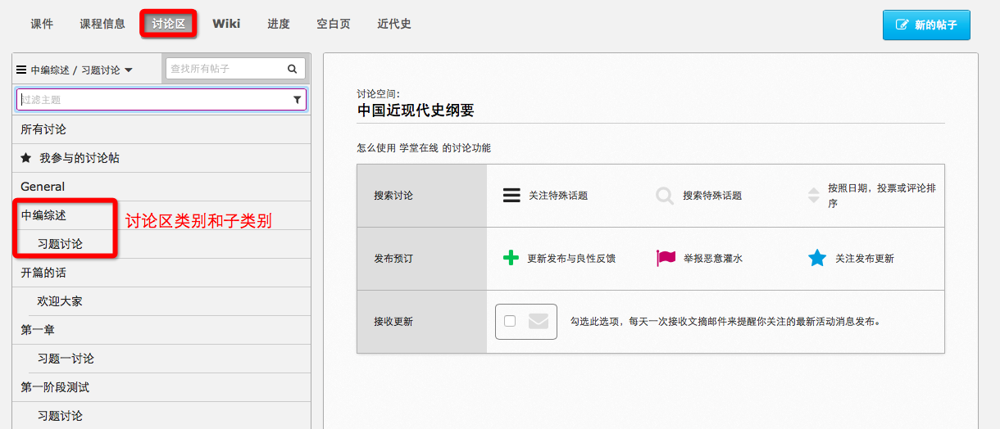 课件 课程信息 讨论区 Wiki 进度 空白页 近代史 新的帖子
中编综述 / 习题讨论 查找所有帖子
过滤主题
所有讨论
我参与的讨论帖
General
中编综述
习题讨论
讨论区类别和子类别
开篇的话
欢迎大家
第一章
习题一讨论
第一阶段测试
习题讨论
讨论空间:
中国近现代史纲要
怎么使用 学堂在线 的讨论功能
搜索讨论 关注特殊话题 搜索特殊话题 按照日期，投票或评论排
序
发布预订 更新发布与良性反馈 举报恶意灌水 关注发布更新
接收更新 勾选此选项，每天一次接收文摘邮件来提醒你关注的最新活动消息发布。